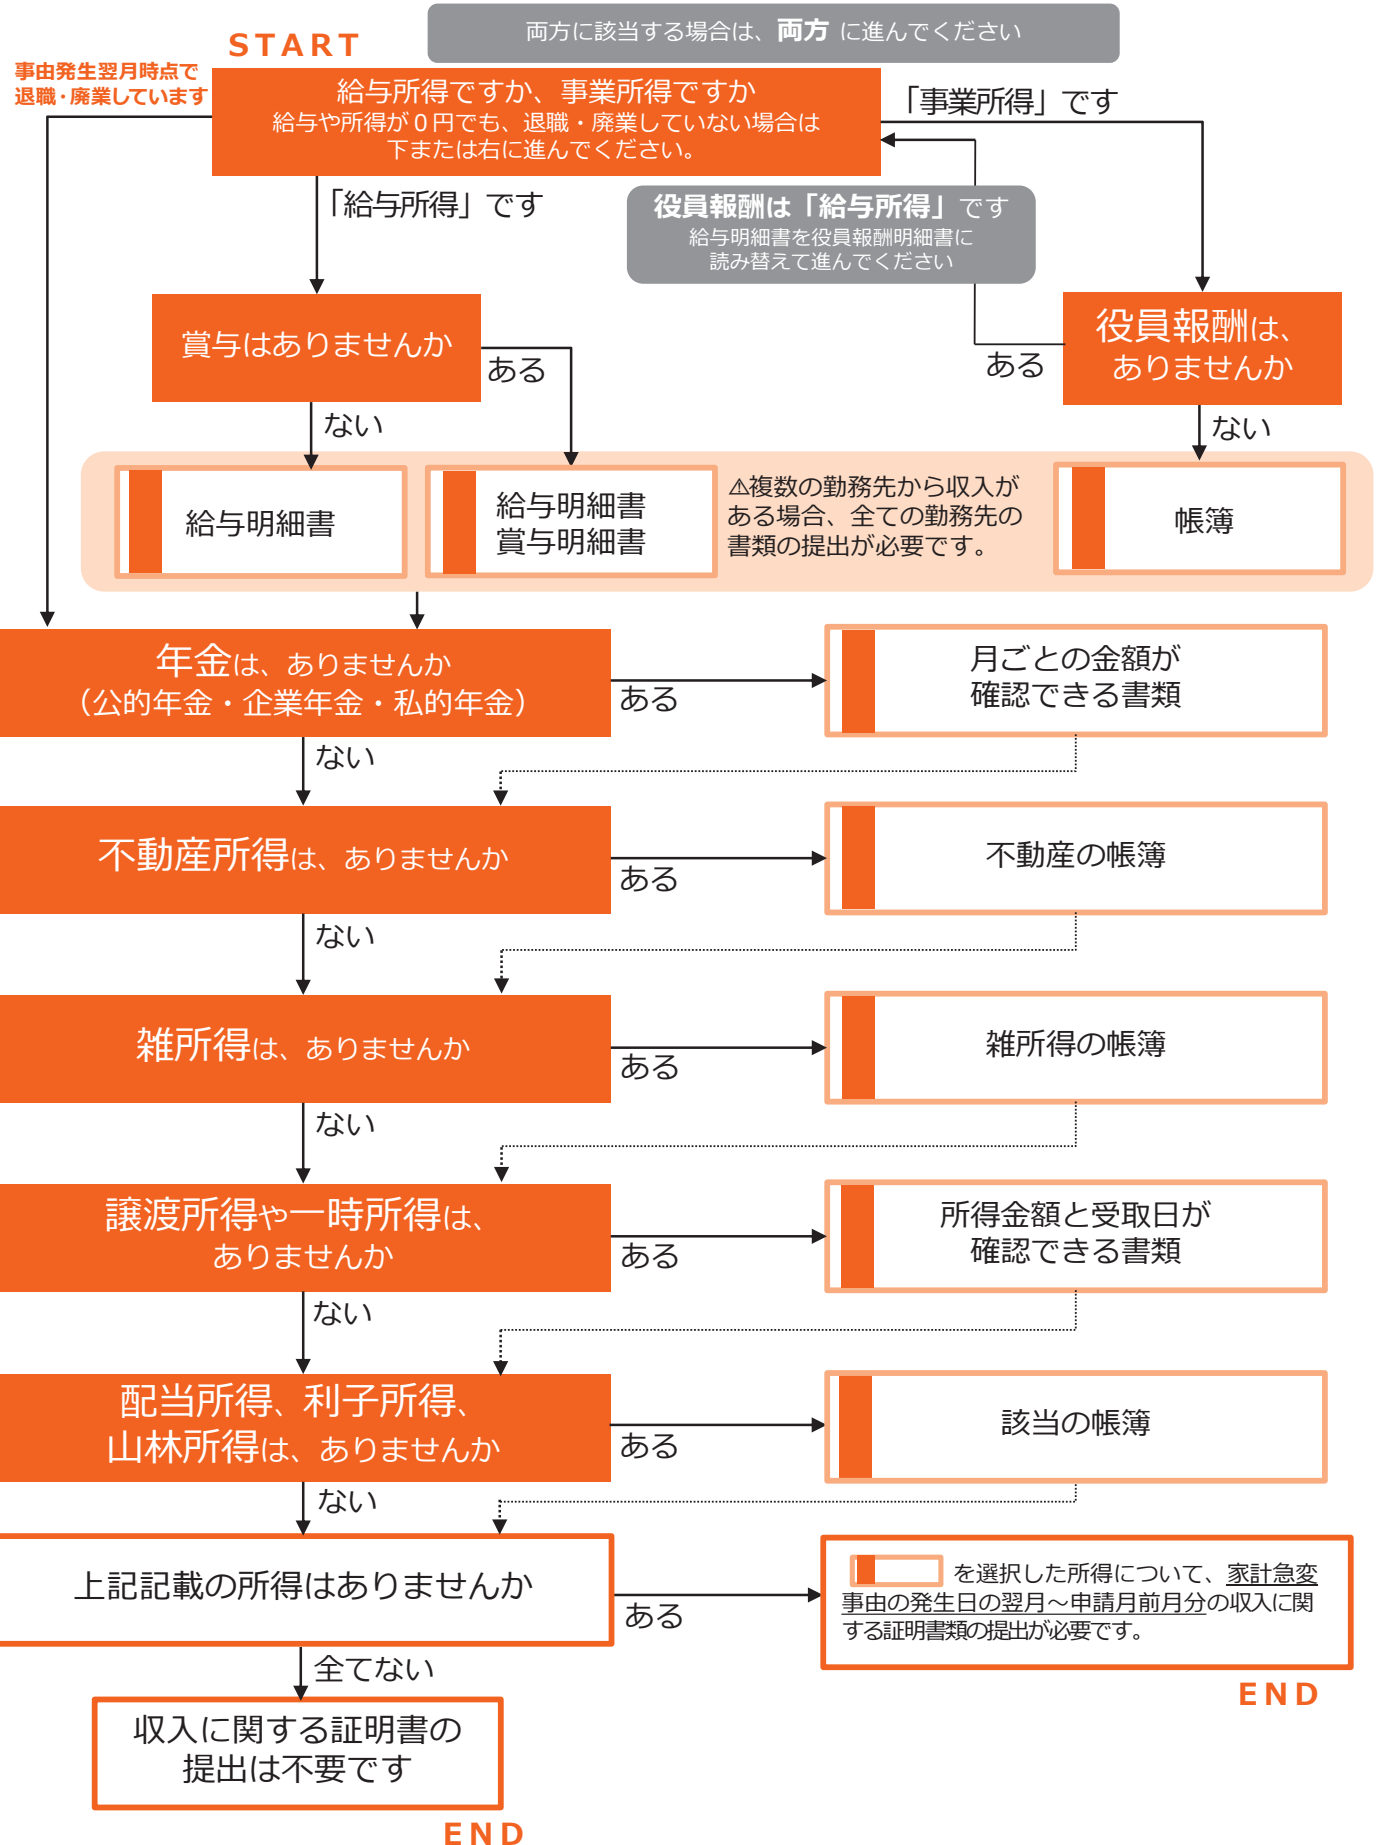 両方に該当する場合は、両方 に進んでください
START
事由発生翌月時点で
退職・廃業しています
給与所得ですか、事業所得ですか
給与や所得が０円でも、退職・廃業していない場合は
下または右に進んでください。
「事業所得」です
「給与所得」です
役員報酬は「給与所得」です
給与明細書を役員報酬明細書に
読み替えて進んでください
賞与はありませんか
ある
ない
役員報酬は、
ありませんか
ある
ない
給与明細書
給与明細書
賞与明細書
⚠複数の勤務先から収入が
ある場合、全ての勤務先の
書類の提出が必要です。
帳簿
年金は、ありませんか
（公的年金・企業年金・私的年金）
ある
月ごとの金額が
確認できる書類
ない
不動産所得は、ありませんか
ある
不動産の帳簿
ない
雑所得は、ありませんか
ある
雑所得の帳簿
ない
譲渡所得や一時所得は、
ありませんか
ある
所得金額と受取日が
確認できる書類
ない
配当所得、利子所得、
山林所得は、ありませんか
ある
該当の帳簿
ない
上記記載の所得はありませんか
ある
を選択した所得について、家計急変
事由の発生日の翌月～申請月前月分の収入に関
する証明書類の提出が必要です。
END
全てない
収入に関する証明書の
提出は不要です
END